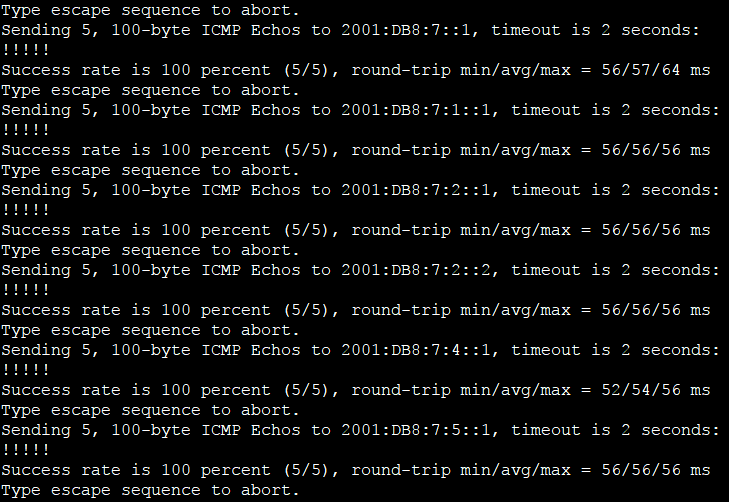 Type escape sequence to abort.
Sending 5, 100-byte ICMP Echos to 2001:DB8:7::1, timeout is 2 seconds:
!!!!!
Success rate is 100 percent (5/5), round-trip min/avg/max = 56/57/64 ms
Type escape sequence to abort.
Sending 5, 100-byte ICMP Echos to 2001:DB8:7:1::1, timeout is 2 seconds:
!!!!!
Success rate is 100 percent (5/5), round-trip min/avg/max = 56/56/56 ms
Type escape sequence to abort.
Sending 5, 100-byte ICMP Echos to 2001:DB8:7:2::1, timeout is 2 seconds:
!!!!!
Success rate is 100 percent (5/5), round-trip min/avg/max = 56/56/56 ms
Type escape sequence to abort.
Sending 5, 100-byte ICMP Echos to 2001:DB8:7:2::2, timeout is 2 seconds:
!!!!!
Success rate is 100 percent (5/5), round-trip min/avg/max = 56/56/56 ms
Type escape sequence to abort.
Sending 5, 100-byte ICMP Echos to 2001:DB8:7:4::1, timeout is 2 seconds:
!!!!!
Success rate is 100 percent (5/5), round-trip min/avg/max = 52/54/56 ms
Type escape sequence to abort.
Sending 5, 100-byte ICMP Echos to 2001:DB8:7:5::1, timeout is 2 seconds:
!!!!!
Success rate is 100 percent (5/5), round-trip min/avg/max = 56/56/56 ms
Type escape sequence to abort.